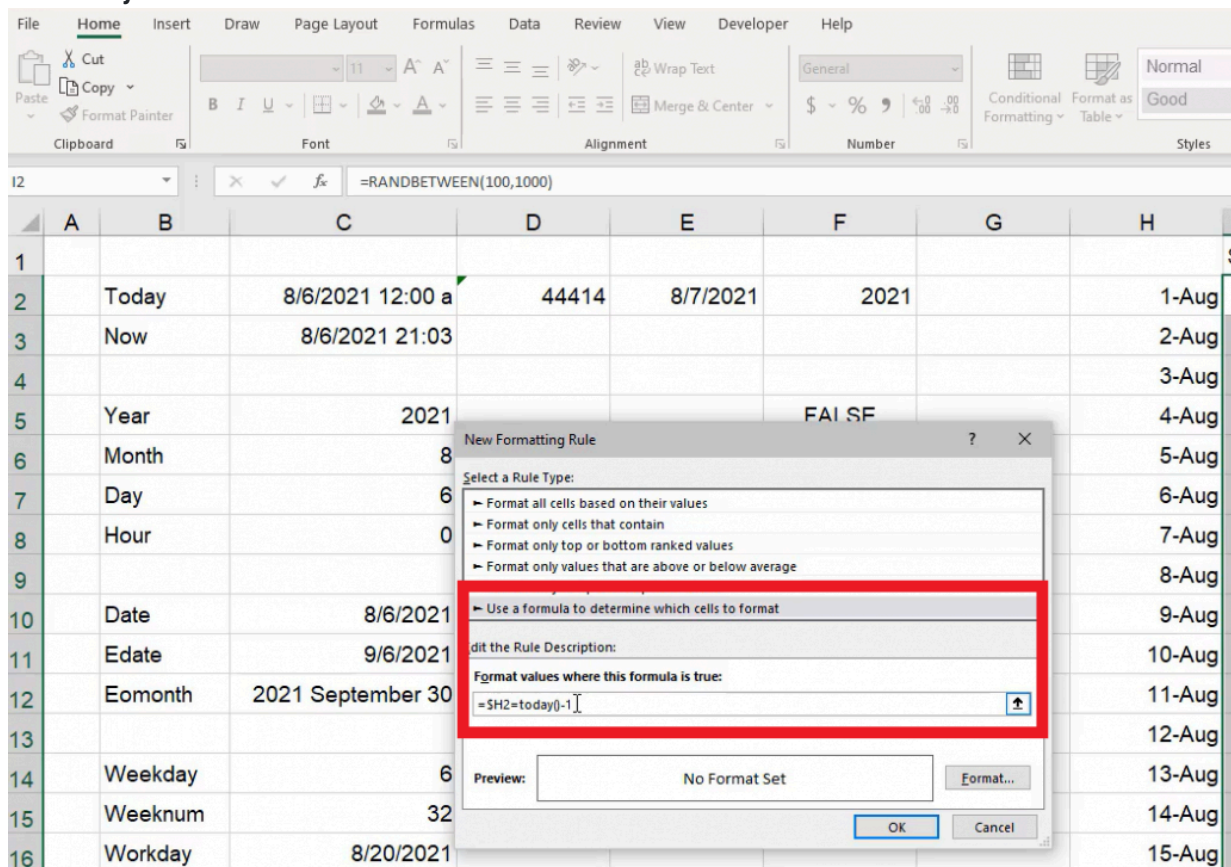 File Home Insert Draw Page Layout Formulas Data Review View Developer Help
Cut
Copy
Paste
Format Painter
11 A^ A˅ ab Wrap Text General Normal
B I U A Merge & Center $ % 9 Conditional Formatting Format as Table Good
Clipboard Font Alignment Number Styles
I2 fx =RANDBETWEEN(100,1000)
A B C D E F G H
1
2 Today 8/6/2021 12:00 a 44414 8/7/2021 2021 1-Aug
3 Now 8/6/2021 21:03 2-Aug
4 3-Aug
5 Year 2021 FALSE 4-Aug
New Formatting Rule ? ×
6 Month 8 5-Aug
Select a Rule Type:
7 Day 6 6-Aug
► Format all cells based on their values
► Format only cells that contain
8 Hour 0 7-Aug
► Format only top or bottom ranked values
► Format only values that are above or below average
9 8-Aug
► Use a formula to determine which cells to format
10 Date 8/6/2021 9-Aug
dit the Rule Description:
11 Edate 9/6/2021 10-Aug
Format values where this formula is true:
12 Eomonth 2021 September 30 11-Aug
=$H2=today()-1
13 12-Aug
14 Weekday 6 13-Aug
Preview: No Format Set Format...
15 Weeknum 32 14-Aug
OK Cancel
16 Workday 8/20/2021 15-Aug